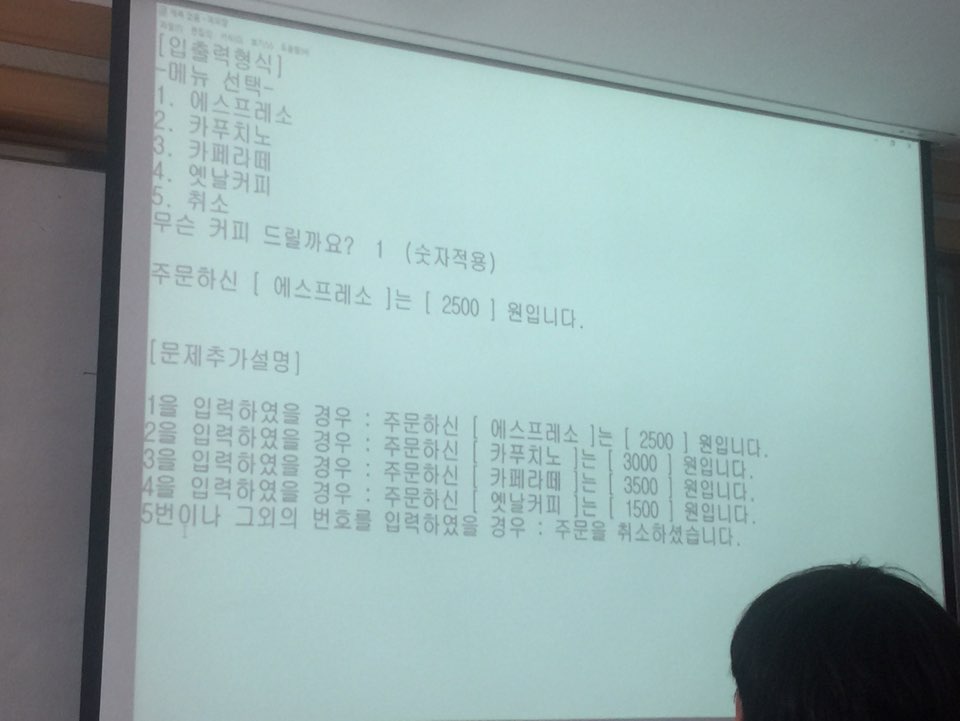 [입출력형식]
-메뉴 선택-
1. 에스프레소
2. 카푸치노
3. 카페라떼
4. 옛날커피
5. 취소
무슨 커피 드릴까요? 1 (숫자적용)
주문하신 [ 에스프레소 ]는 [ 2500 ] 원입니다.
[문제추가설명]
1을 입력하였을 경우 : 주문하신 [ 에스프레소 ]는 [ 2500 ] 원입니다.
2을 입력하였을 경우 : 주문하신 [ 카푸치노 ]는 [ 3000 ] 원입니다.
3을 입력하였을 경우 : 주문하신 [ 카페라떼 ]는 [ 3500 ] 원입니다.
4을 입력하였을 경우 : 주문하신 [ 옛날커피 ]는 [ 1500 ] 원입니다.
5번이나 그외의 번호를 입력하였을 경우 : 주문을 취소하셨습니다.